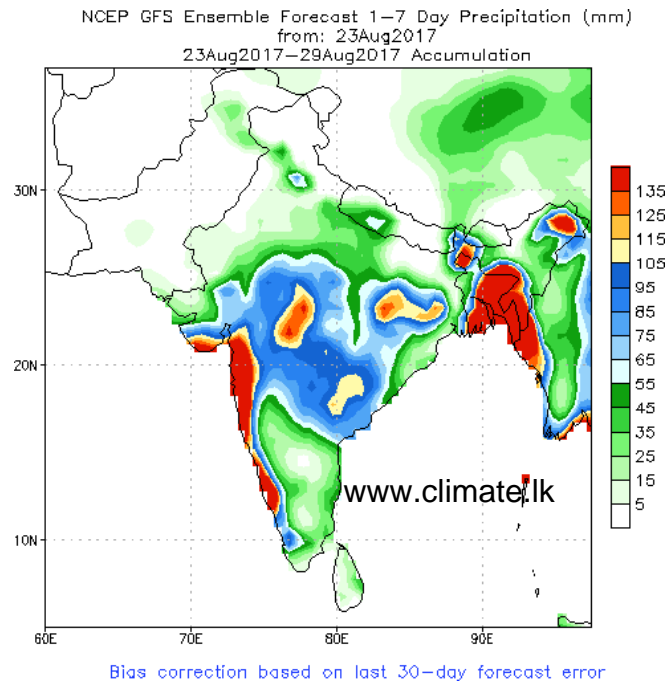 NCEP GFS Ensemble Forecast 1-7 Day Precipitation (mm)
from: 23Aug2017
23Aug2017-29Aug2017 Accumulation
30N
20N
10N
60E 70E 80E 90E
135
125
115
105
95
85
75
65
55
45
35
25
15
5
www.climate.lk
Bias correction based on last 30-day forecast error